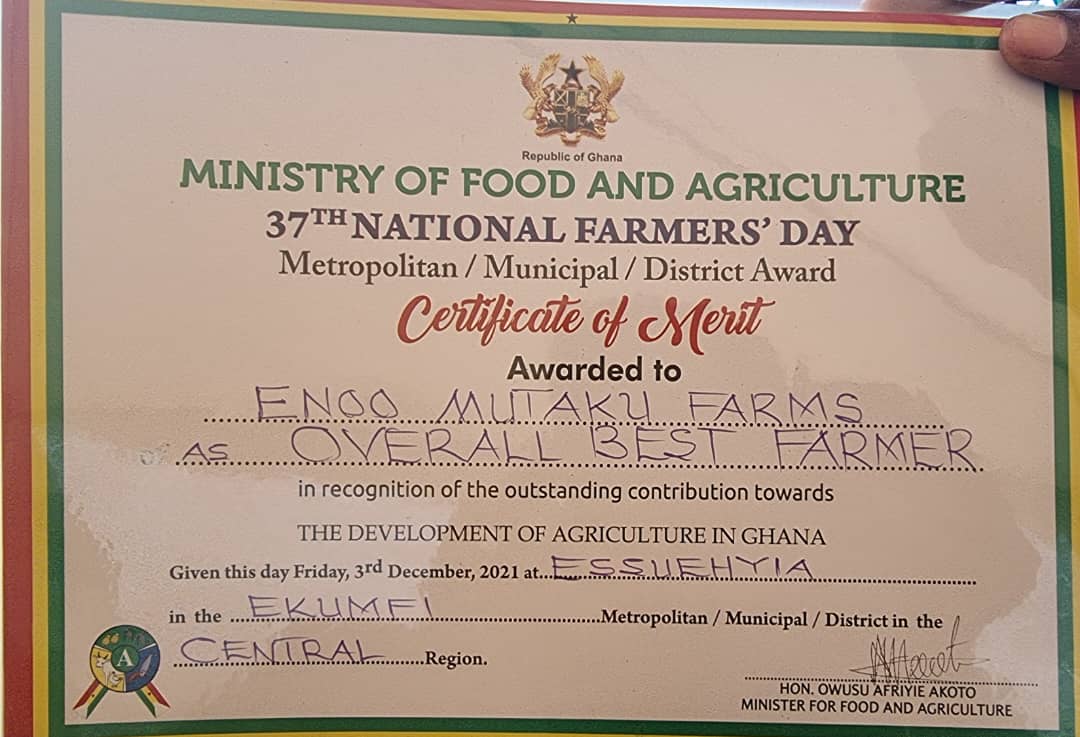 Republic of Ghana
MINISTRY OF FOOD AND AGRICULTURE
37TH NATIONAL FARMERS' DAY
Metropolitan / Municipal / District Award
Certificate of Merit
Awarded to
ENOO MUTAKU FARMS
AS OVERALL BEST FARMER
in recognition of the outstanding contribution towards
THE DEVELOPMENT OF AGRICULTURE IN GHANA
Given this day Friday, 3rd December, 2021 at...ESSUEHYIA
in the EKUMFI Metropolitan / Municipal / District in the
CENTRAL Region.
A
HON. OWUSU AFRIYIE AKOTO
MINISTER FOR FOOD AND AGRICULTURE